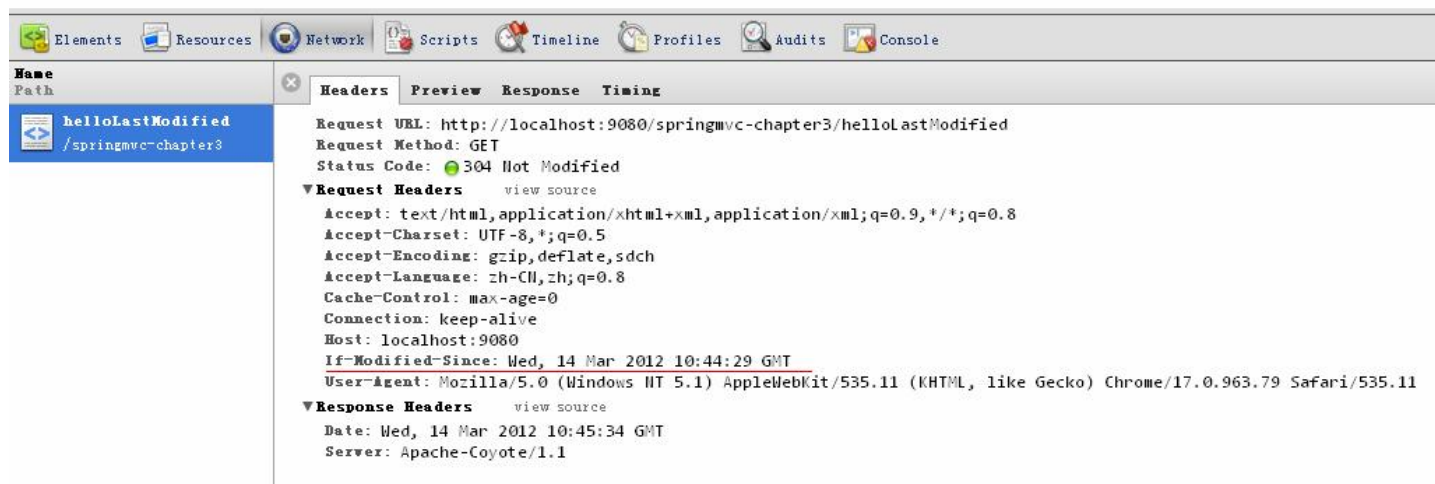 Elements Resources Network Scripts Timeline Profiles Audits Console
Name
Path
helloLastModified
/springmvc-chapter3
Headers Preview Response Timing
Request URL: http://localhost:9080/springmvc-chapter3/helloLastModified
Request Method: GET
Status Code: 304 Not Modified
▼Request Headers view source
Accept: text/html,application/xhtml+xml,application/xml;q=0.9,*/*;q=0.8
Accept-Charset: UTF-8,*;q=0.5
Accept-Encoding: gzip,deflate,sdch
Accept-Language: zh-CN,zh;q=0.8
Cache-Control: max-age=0
Connection: keep-alive
Host: localhost:9080
If-Modified-Since: Wed, 14 Mar 2012 10:44:29 GMT
User-Agent: Mozilla/5.0 (Windows NT 5.1) AppleWebKit/535.11 (KHTML, like Gecko) Chrome/17.0.963.79 Safari/535.11
▼Response Headers view source
Date: Wed, 14 Mar 2012 10:45:34 GMT
Server: Apache-Coyote/1.1